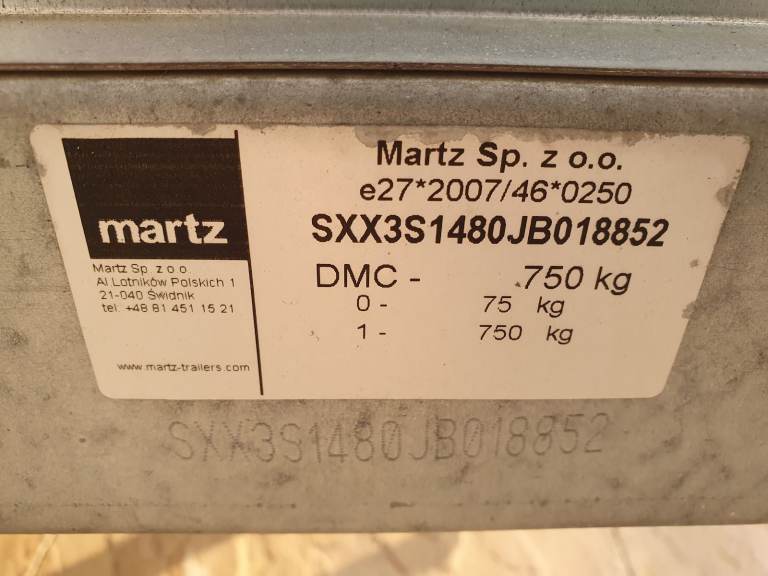 martz
Martz Sp. z o.o.
Al Lotników Polskich 1
21-040 Świdnik
tel: +48 81 451 15 21
www.martz-trailers.com
Martz Sp. z o.o.
e27*2007/46*0250
SXX3S1480JB018852
DMC - 750 kg
0 - 75 kg
1 - 750 kg
SXX3S1480JB018852